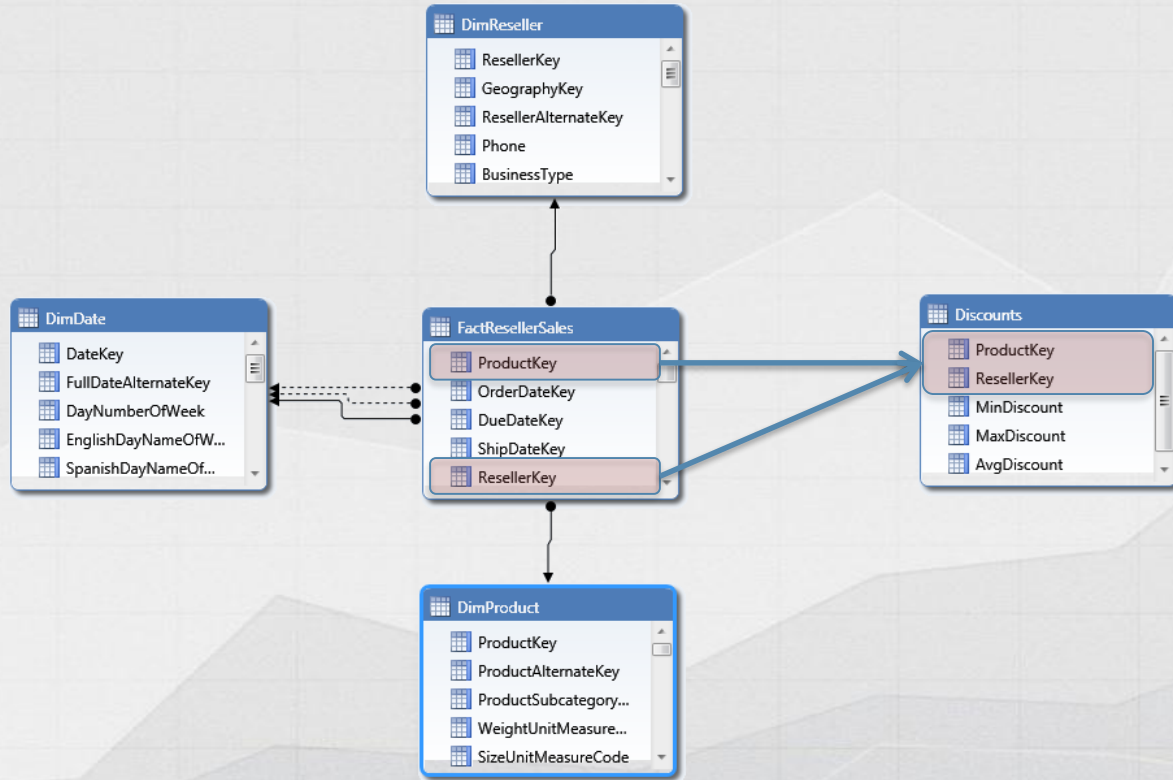 DimReseller
ResellerKey
GeographyKey
ResellerAlternateKey
Phone
BusinessType
DimDate
DateKey
FullDateAlternateKey
DayNumberOfWeek
EnglishDayNameOfW...
SpanishDayNameOf...
FactResellerSales
ProductKey
OrderDateKey
DueDateKey
ShipDateKey
ResellerKey
Discounts
ProductKey
ResellerKey
MinDiscount
MaxDiscount
AvgDiscount
DimProduct
ProductKey
ProductAlternateKey
ProductSubcategory...
WeightUnitMeasure...
SizeUnitMeasureCode